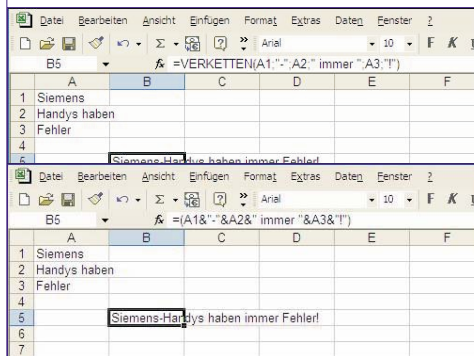 Datei Bearbeiten Ansicht Einfügen Format Extras Daten Fenster ?
Arial 10 F K U
B5 fx =VERKETTEN(A1;"-";A2;" immer ";A3;"!")
A B C D E F
1 Siemens
2 Handys haben
3 Fehler
4
5 Siemens-Handys haben immer Fehler!
Datei Bearbeiten Ansicht Einfügen Format Extras Daten Fenster ?
Arial 10 F K U
B5 fx =(A1&"-"&A2&" immer "&A3&"!")
A B C D E F
1 Siemens
2 Handys haben
3 Fehler
4
5 Siemens-Handys haben immer Fehler!
6
7